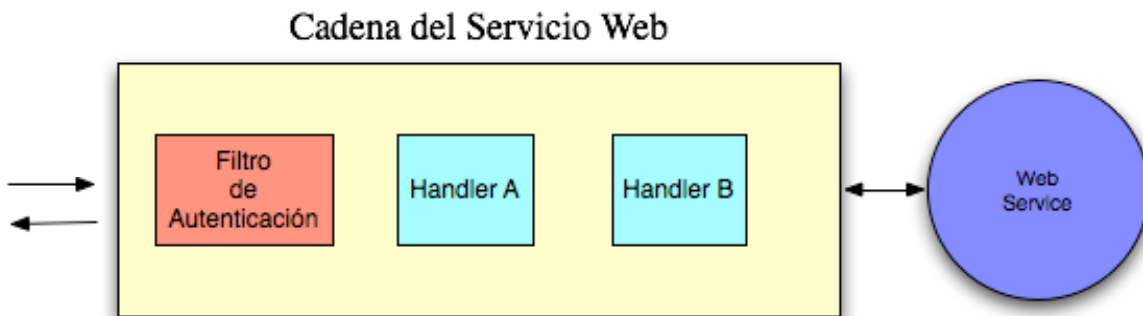 Cadena del Servicio Web
Filtro
de
Autenticación
Handler A
Handler B
Web
Service